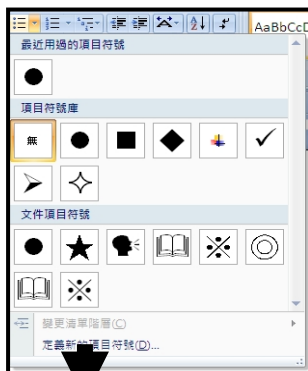 AaBbCcD
最近用過的項目符號
項目符號庫
無
文件項目符號
變更清單階層(C)
定義新的項目符號(D)...